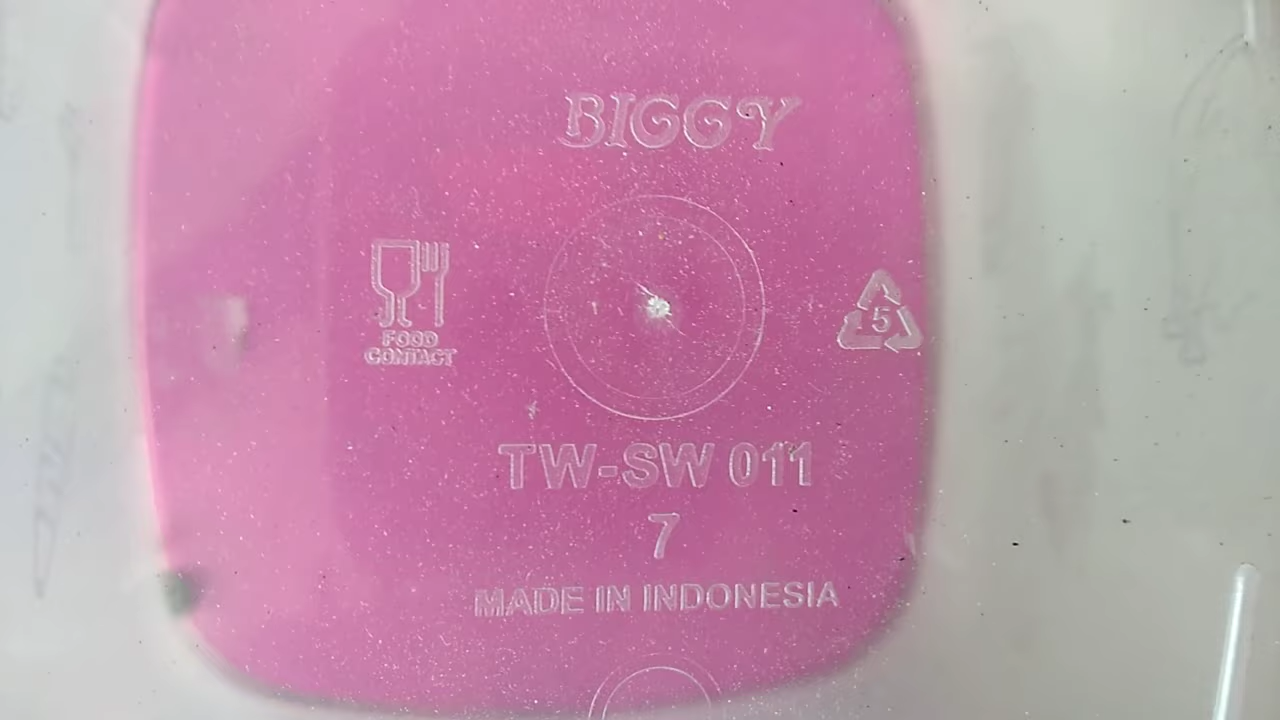 BIGGY
FOOD
CONTACT
5
TW-SW 011
7
MADE IN INDONESIA